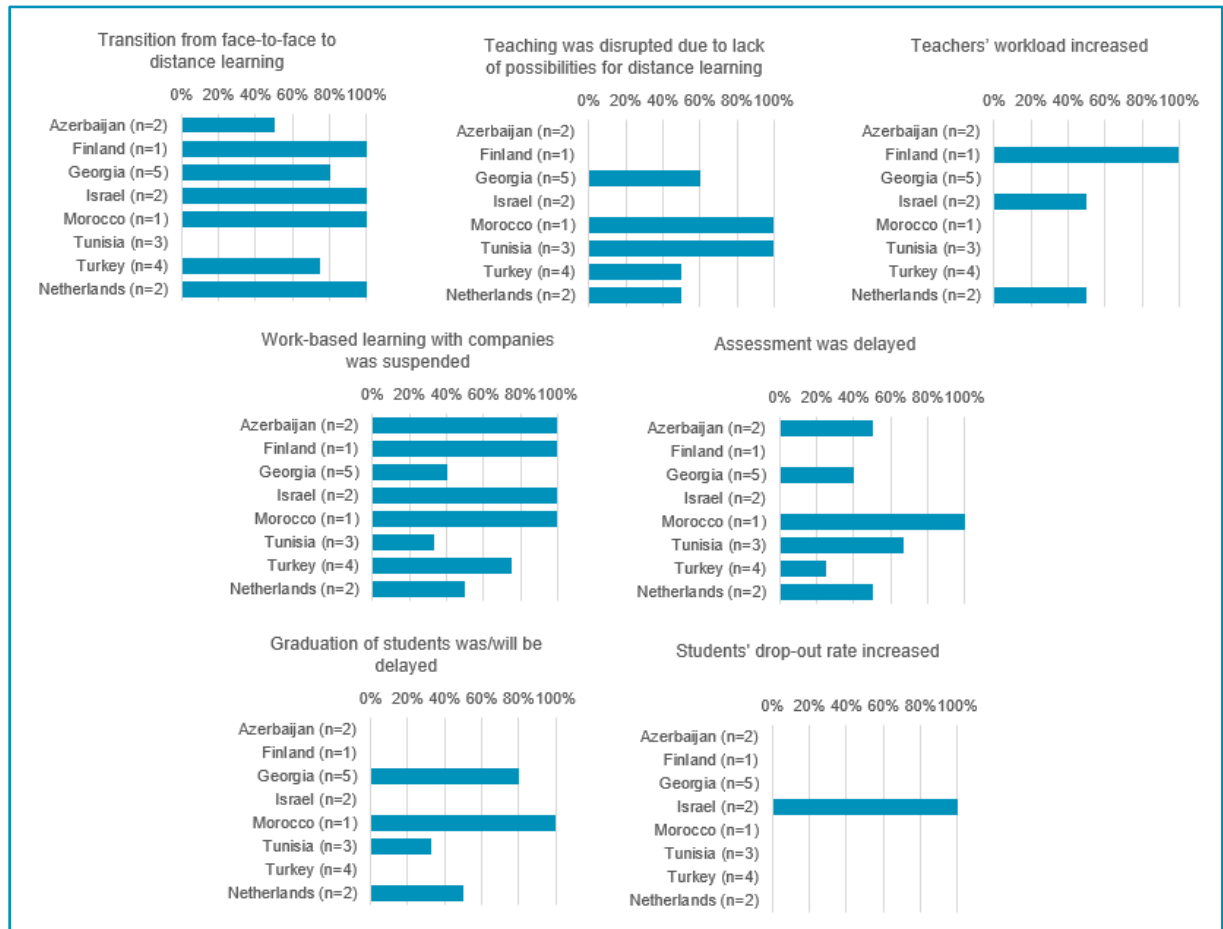 Transition from face-to-face to
distance learning
0% 20% 40% 60% 80% 100%
Azerbaijan (n=2)
Finland (n=1)
Georgia (n=5)
Israel (n=2)
Morocco (n=1)
Tunisia (n=3)
Turkey (n=4)
Netherlands (n=2)
Teaching was disrupted due to lack
of possibilities for distance learning
0% 20% 40% 60% 80% 100%
Azerbaijan (n=2)
Finland (n=1)
Georgia (n=5)
Israel (n=2)
Morocco (n=1)
Tunisia (n=3)
Turkey (n=4)
Netherlands (n=2)
Teachers' workload increased
0% 20% 40% 60% 80% 100%
Azerbaijan (n=2)
Finland (n=1)
Georgia (n=5)
Israel (n=2)
Morocco (n=1)
Tunisia (n=3)
Turkey (n=4)
Netherlands (n=2)
Work-based learning with companies
was suspended
0% 20% 40% 60% 80% 100%
Azerbaijan (n=2)
Finland (n=1)
Georgia (n=5)
Israel (n=2)
Morocco (n=1)
Tunisia (n=3)
Turkey (n=4)
Netherlands (n=2)
Assessment was delayed
0% 20% 40% 60% 80% 100%
Azerbaijan (n=2)
Finland (n=1)
Georgia (n=5)
Israel (n=2)
Morocco (n=1)
Tunisia (n=3)
Turkey (n=4)
Netherlands (n=2)
Graduation of students was/will be
delayed
0% 20% 40% 60% 80% 100%
Azerbaijan (n=2)
Finland (n=1)
Georgia (n=5)
Israel (n=2)
Morocco (n=1)
Tunisia (n=3)
Turkey (n=4)
Netherlands (n=2)
Students' drop-out rate increased
0% 20% 40% 60% 80% 100%
Azerbaijan (n=2)
Finland (n=1)
Georgia (n=5)
Israel (n=2)
Morocco (n=1)
Tunisia (n=3)
Turkey (n=4)
Netherlands (n=2)